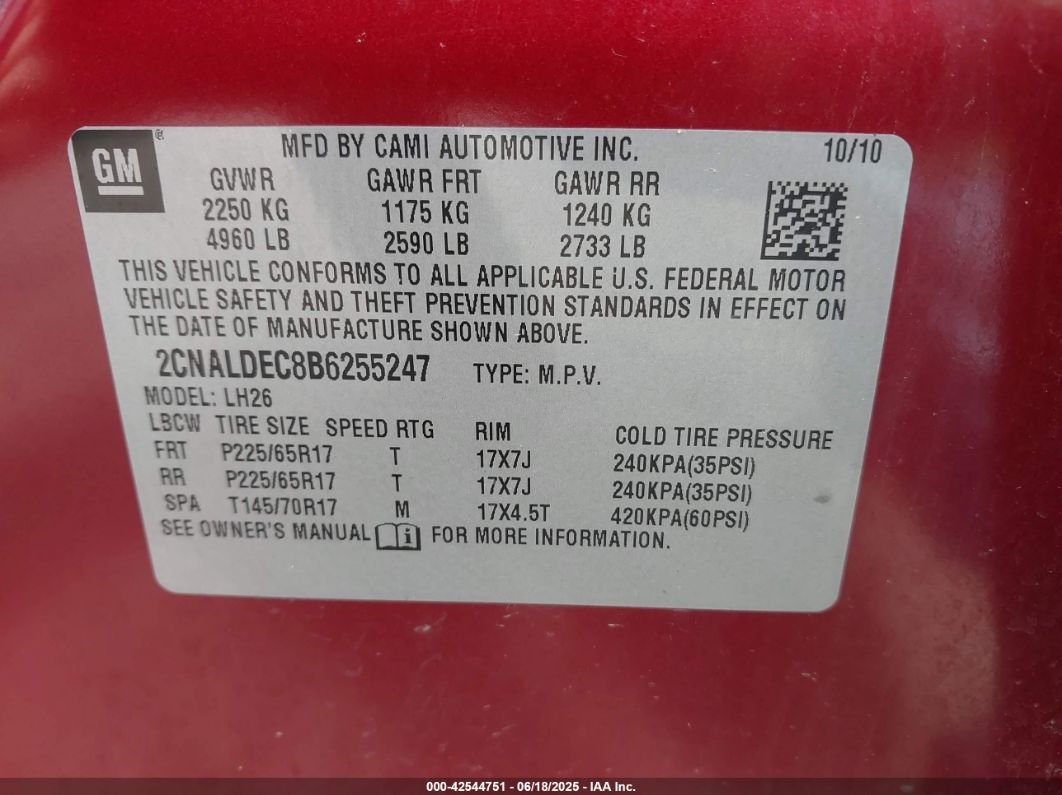 GM
MFD BY CAMI AUTOMOTIVE INC. 10/10
GVWR GAWR FRT GAWR RR
2250 KG 1175 KG 1240 KG
4960 LB 2590 LB 2733 LB
THIS VEHICLE CONFORMS TO ALL APPLICABLE U.S. FEDERAL MOTOR
VEHICLE SAFETY AND THEFT PREVENTION STANDARDS IN EFFECT ON
THE DATE OF MANUFACTURE SHOWN ABOVE.
2CNALDEC8B6255247 TYPE: M.P.V.
MODEL: LH26
LBCW TIRE SIZE SPEED RTG RIM COLD TIRE PRESSURE
FRT P225/65R17 T 17X7J 240KPA(35PSI)
RR P225/65R17 T 17X7J 240KPA(35PSI)
SPA T145/70R17 M 17X4.5T 420KPA(60PSI)
SEE OWNER'S MANUAL i FOR MORE INFORMATION.
000-42544751 - 06/18/2025 - IAA Inc.